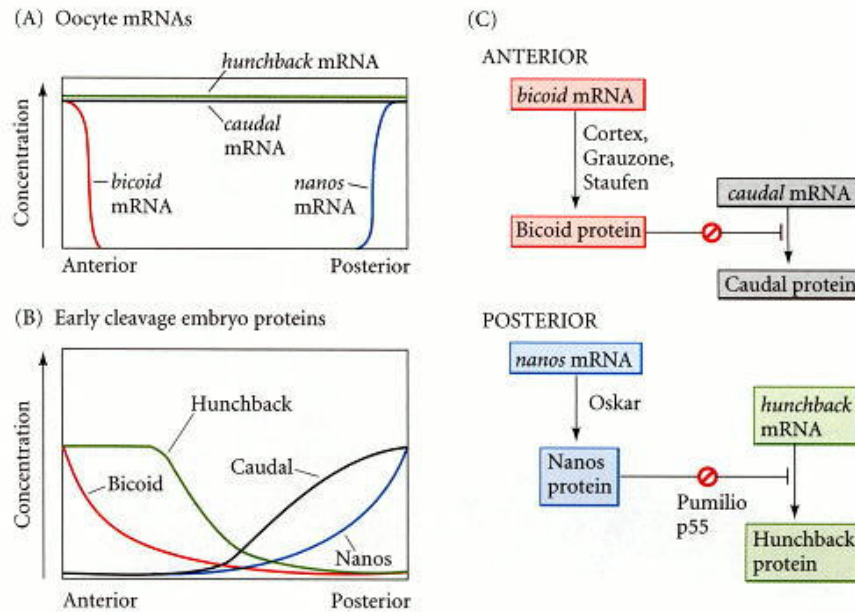 (A) Oocyte mRNAs
hunchback mRNA
caudal
mRNA
bicoid
mRNA
nanos
mRNA
Concentration
Anterior
Posterior
(B) Early cleavage embryo proteins
Hunchback
Caudal
Bicoid
Nanos
Concentration
Anterior
Posterior
(C)
ANTERIOR
bicoid mRNA
Cortex,
Grauzone,
Staufen
caudal mRNA
Bicoid protein
Caudal protein
POSTERIOR
nanos mRNA
Oskar
hunchback
mRNA
Nanos
protein
Pumilio
p55
Hunchback
protein